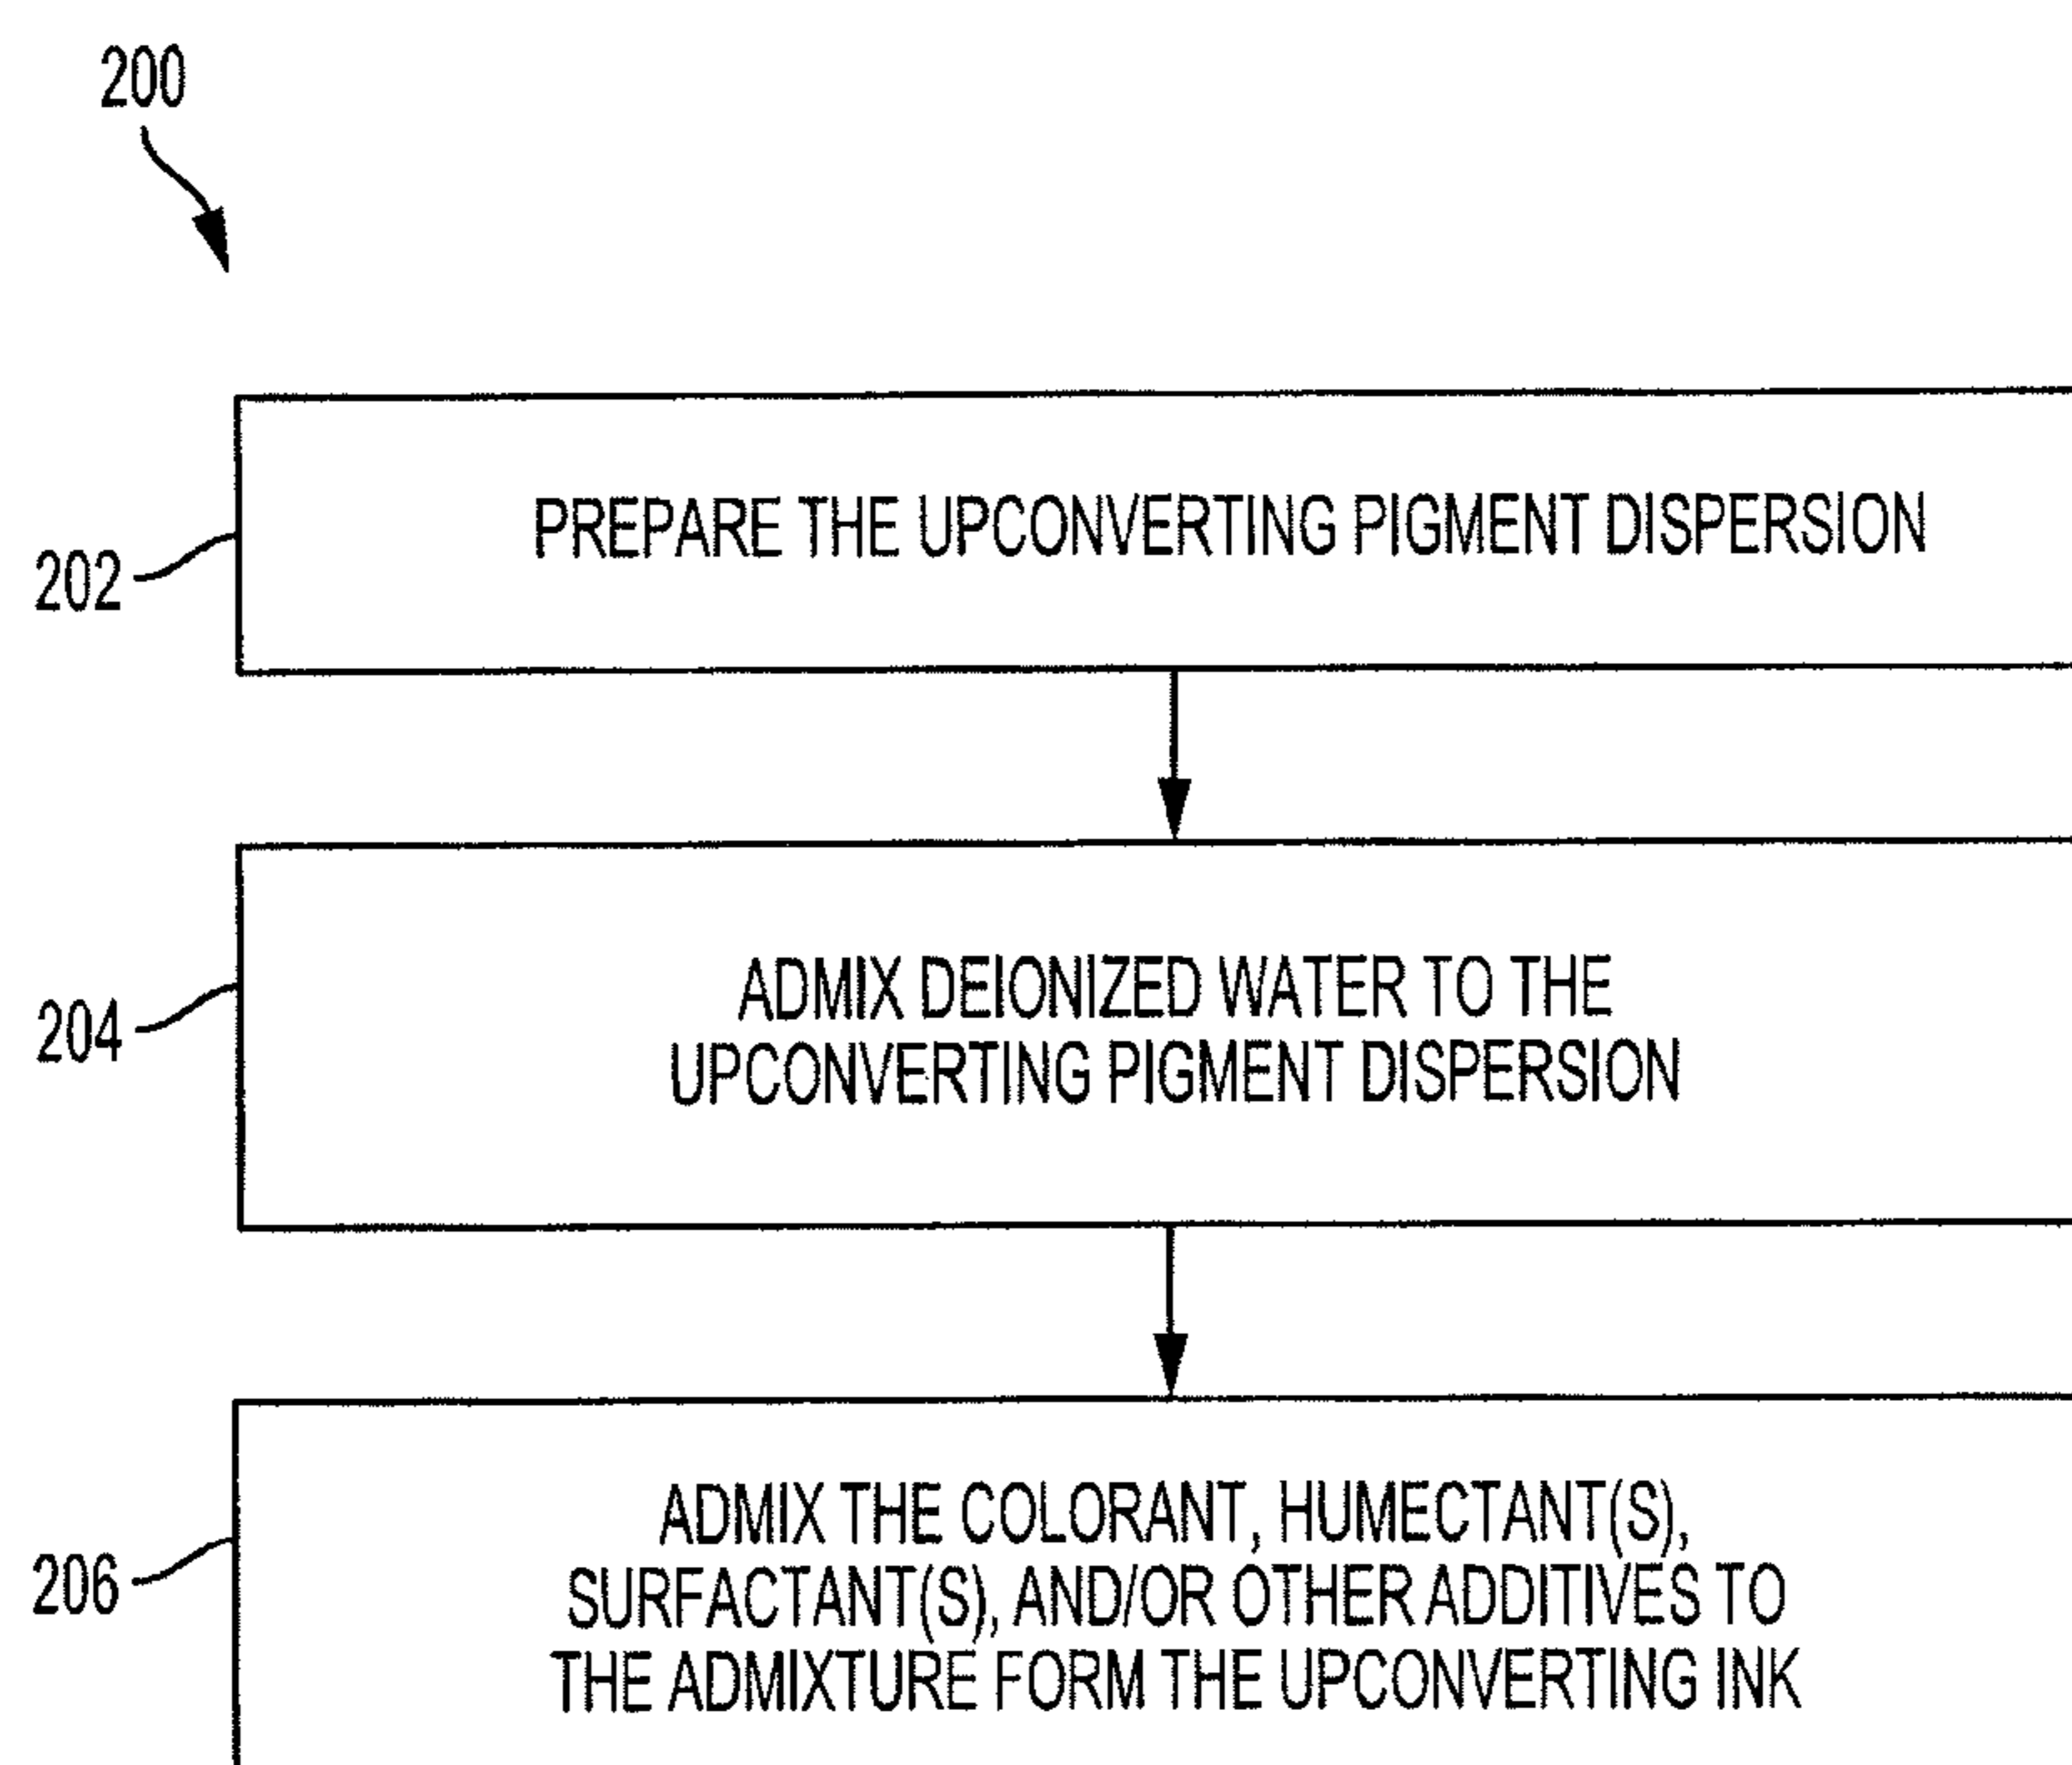 200
202
PREPARE THE UPCONVERTING PIGMENT DISPERSION
204
ADMIX DEIONIZED WATER TO THE
UPCONVERTING PIGMENT DISPERSION
206
ADMIX THE COLORANT, HUMECTANT(S),
SURFACTANT(S), AND/OR OTHER ADDITIVES TO
THE ADMIXTURE FORM THE UPCONVERTING INK